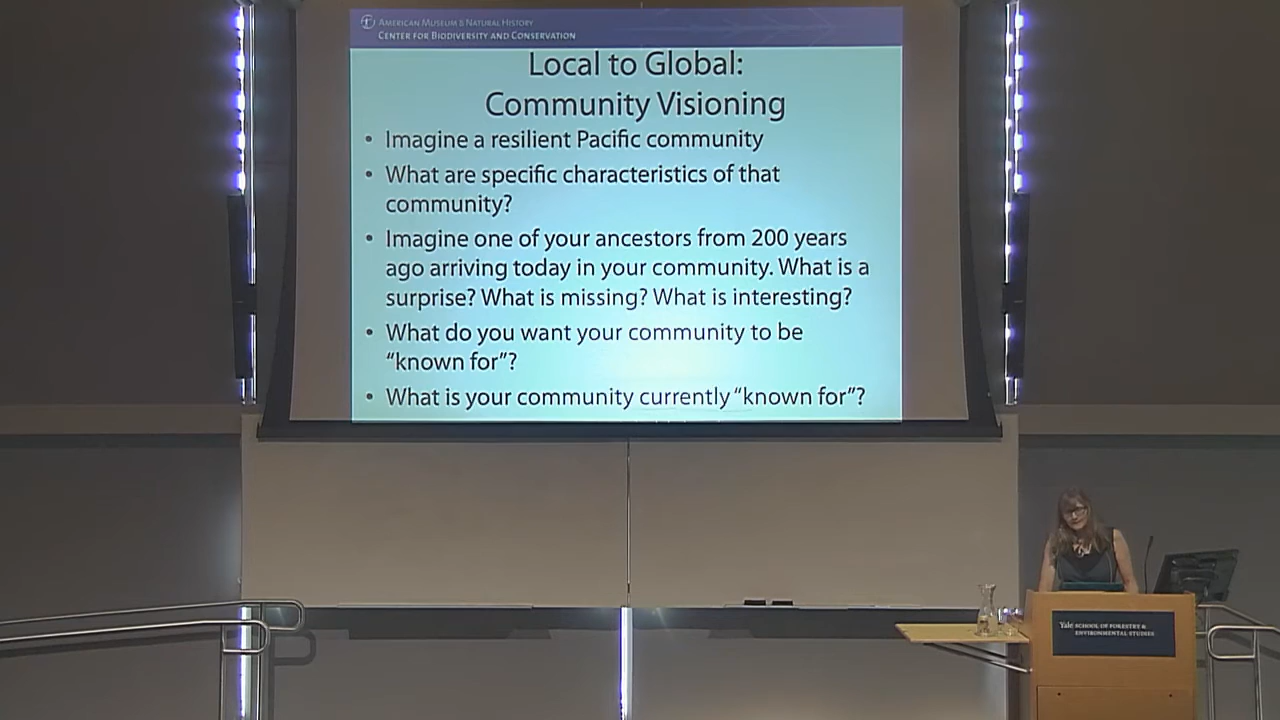 AMERICAN MUSEUM & NATURAL HISTORY
CENTER FOR BIODIVERSITY AND CONSERVATION
Local to Global:
Community Visioning
• Imagine a resilient Pacific community
• What are specific characteristics of that
community?
• Imagine one of your ancestors from 200 years
ago arriving today in your community. What is a
surprise? What is missing? What is interesting?
• What do you want your community to be
“known for”?
• What is your community currently “known for”?
Yale SCHOOL OF FORESTRY &
ENVIRONMENTAL STUDIES